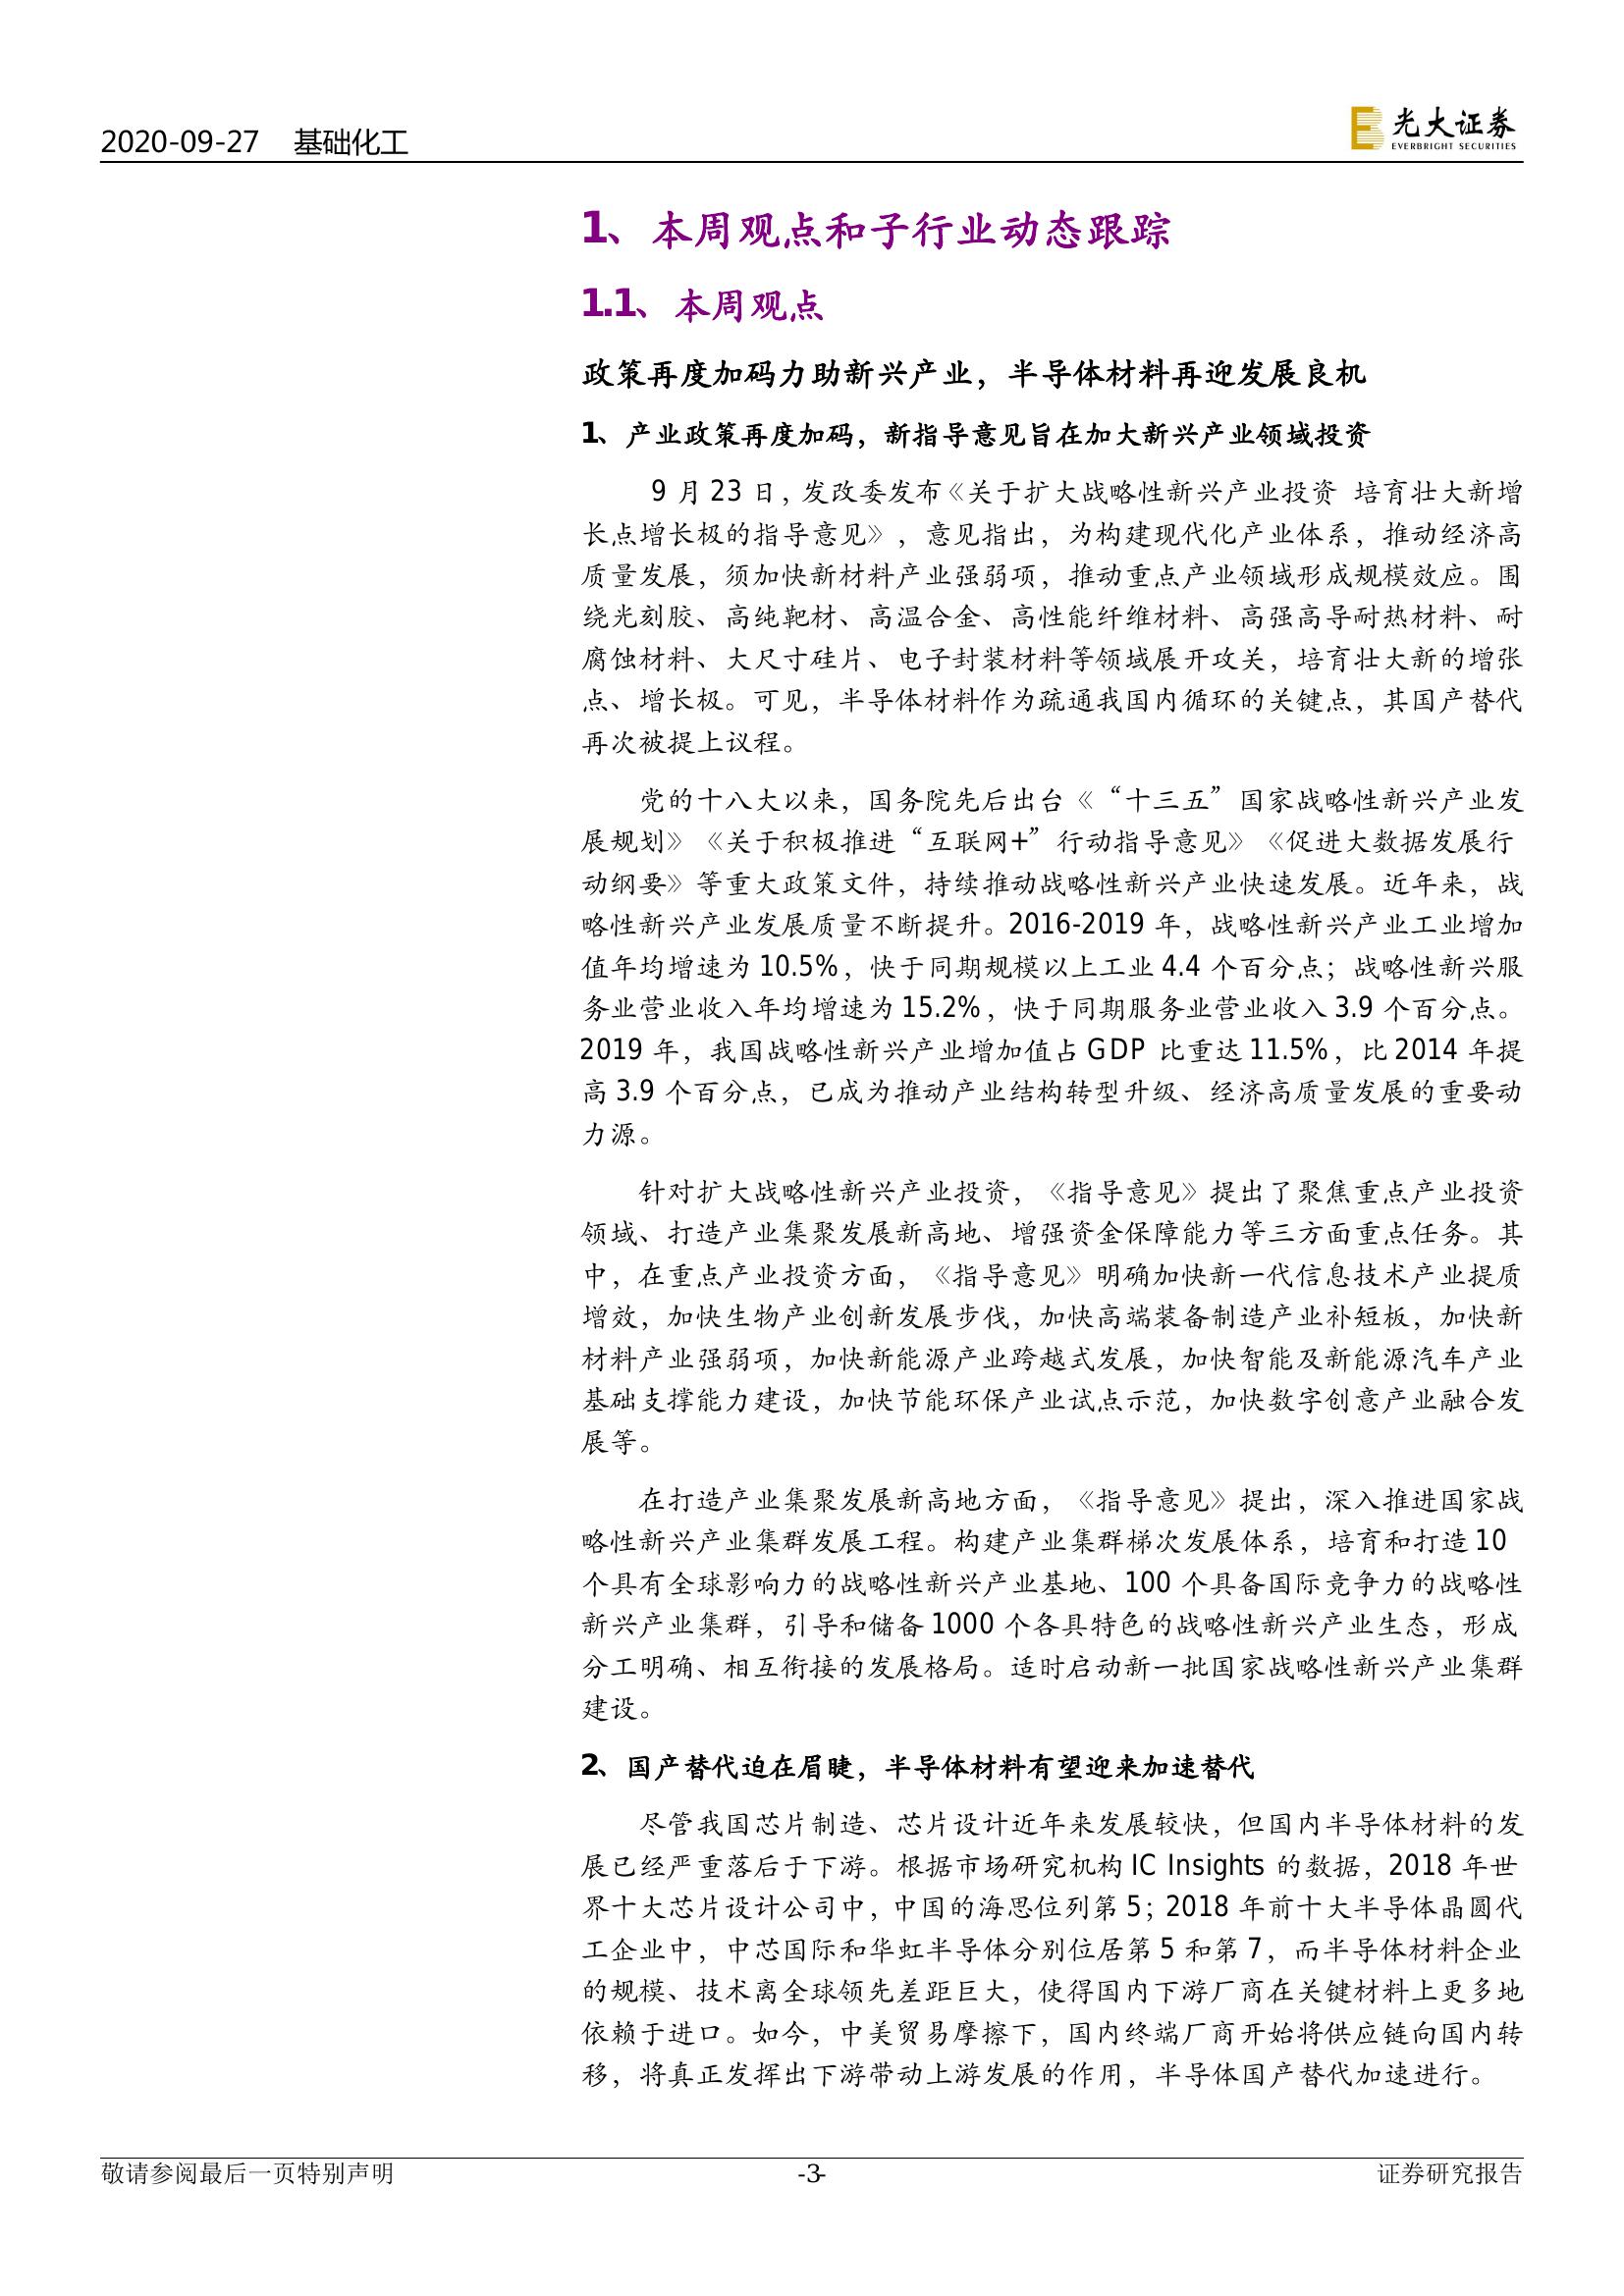 2020-09-27 基础化工
光大证券
EVERBRIGHT SECURITIES
1、本周观点和子行业动态跟踪
1.1、本周观点
政策再度加码力助新兴产业，半导体材料再迎发展良机
1、产业政策再度加码，新指导意见旨在加大新兴产业领域投资
9 月 23 日，发改委发布《关于扩大战略性新兴产业投资 培育壮大新增
长点增长极的指导意见》，意见指出，为构建现代化产业体系，推动经济高
质量发展，须加快新材料产业强弱项，推动重点产业领域形成规模效应。围
绕光刻胶、高纯靶材、高温合金、高性能纤维材料、高强高导耐热材料、耐
腐蚀材料、大尺寸硅片、电子封装材料等领域展开攻关，培育壮大新的增张
点、增长极。可见，半导体材料作为疏通我国内循环的关键点，其国产替代
再次被提上议程。
党的十八大以来，国务院先后出台《“十三五”国家战略性新兴产业发
展规划》《关于积极推进“互联网+”行动指导意见》《促进大数据发展行
动纲要》等重大政策文件，持续推动战略性新兴产业快速发展。近年来，战
略性新兴产业发展质量不断提升。2016-2019 年，战略性新兴产业工业增加
值年均增速为 10.5%，快于同期规模以上工业 4.4 个百分点；战略性新兴服
务业营业收入年均增速为 15.2%，快于同期服务业营业收入 3.9 个百分点。
2019 年，我国战略性新兴产业增加值占 GDP 比重达 11.5%，比 2014 年提
高 3.9 个百分点，已成为推动产业结构转型升级、经济高质量发展的重要动
力源。
针对扩大战略性新兴产业投资，《指导意见》提出了聚焦重点产业投资
领域、打造产业集聚发展新高地、增强资金保障能力等三方面重点任务。其
中，在重点产业投资方面，《指导意见》明确加快新一代信息技术产业提质
增效，加快生物产业创新发展步伐，加快高端装备制造产业补短板，加快新
材料产业强弱项，加快新能源产业跨越式发展，加快智能及新能源汽车产业
基础支撑能力建设，加快节能环保产业试点示范，加快数字创意产业融合发
展等。
在打造产业集聚发展新高地方面，《指导意见》提出，深入推进国家战
略性新兴产业集群发展工程。构建产业集群梯次发展体系，培育和打造 10
个具有全球影响力的战略性新兴产业基地、100 个具备国际竞争力的战略性
新兴产业集群，引导和储备 1000 个各具特色的战略性新兴产业生态，形成
分工明确、相互衔接的发展格局。适时启动新一批国家战略性新兴产业集群
建设。
2、国产替代迫在眉睫，半导体材料有望迎来加速替代
尽管我国芯片制造、芯片设计近年来发展较快，但国内半导体材料的发
展已经严重落后于下游。根据市场研究机构 IC Insights 的数据，2018 年世
界十大芯片设计公司中，中国的海思位列第 5；2018 年前十大半导体晶圆代
工企业中，中芯国际和华虹半导体分别位居第 5 和第 7，而半导体材料企业
的规模、技术离全球领先差距巨大，使得国内下游厂商在关键材料上更多地
依赖于进口。如今，中美贸易摩擦下，国内终端厂商开始将供应链向国内转
移，将真正发挥出下游带动上游发展的作用，半导体国产替代加速进行。
敬请参阅最后一页特别声明
-3-
证券研究报告